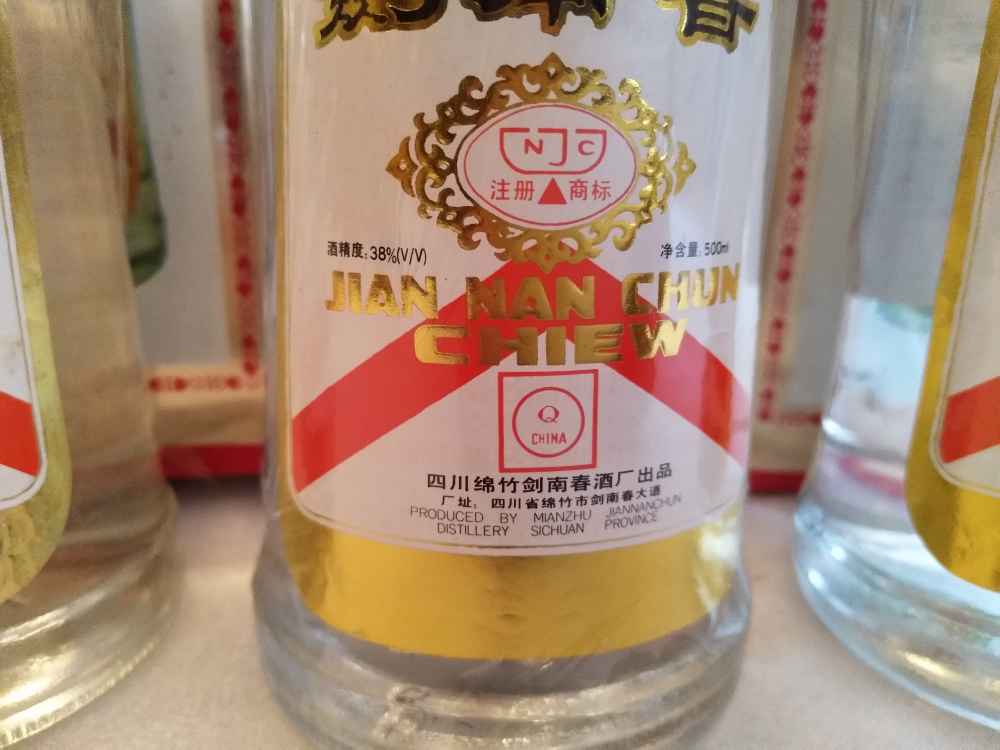 N J C
注册 商标
酒精度:38%(V/V) 净含量:500ml
JIAN NAN CHUN
CHIEW
Q
CHINA
四川绵竹剑南春酒厂出品
厂址:四川省绵竹市剑南春大道
PRODUCED BY MIANZHU JIANNANCHUN
DISTILLERY SICHUAN PROVINCE